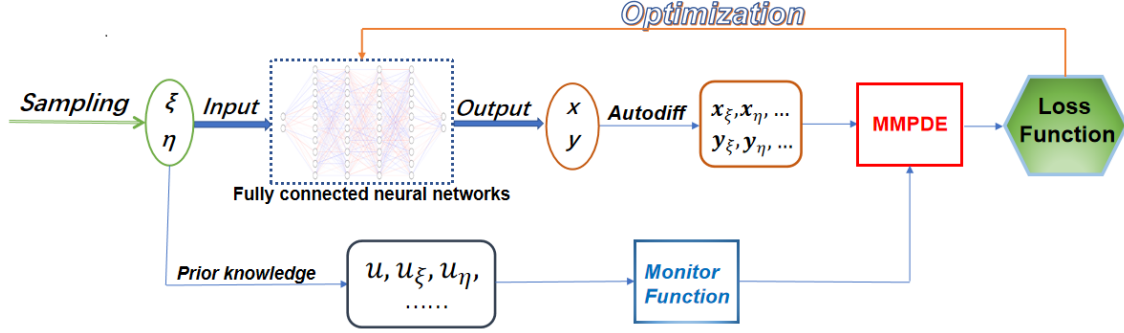 Optimization
Sampling
ξ
η
Input
Output
x
y
Autodiff
x_ξ, x_η, ...
y_ξ, y_η, ...
MMPDE
Loss
Function
Fully connected neural networks
Prior knowledge
u, u_ξ, u_η,
......
Monitor
Function